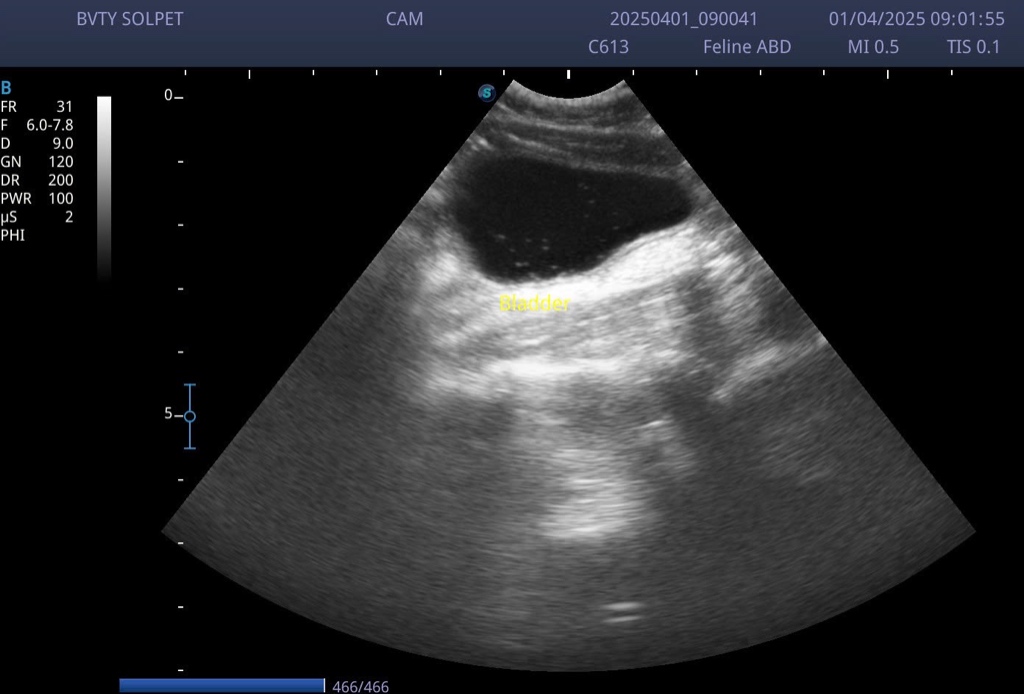 BVTY SOLPET CAM 20250401_090041 01/04/2025 09:01:55
C613 Feline ABD MI 0.5 TIS 0.1
B
FR 31
F 6.0-7.8
D 9.0
GN 120
DR 200
PWR 100
µS 2
PHI
0
S
Bladder
5
466/466